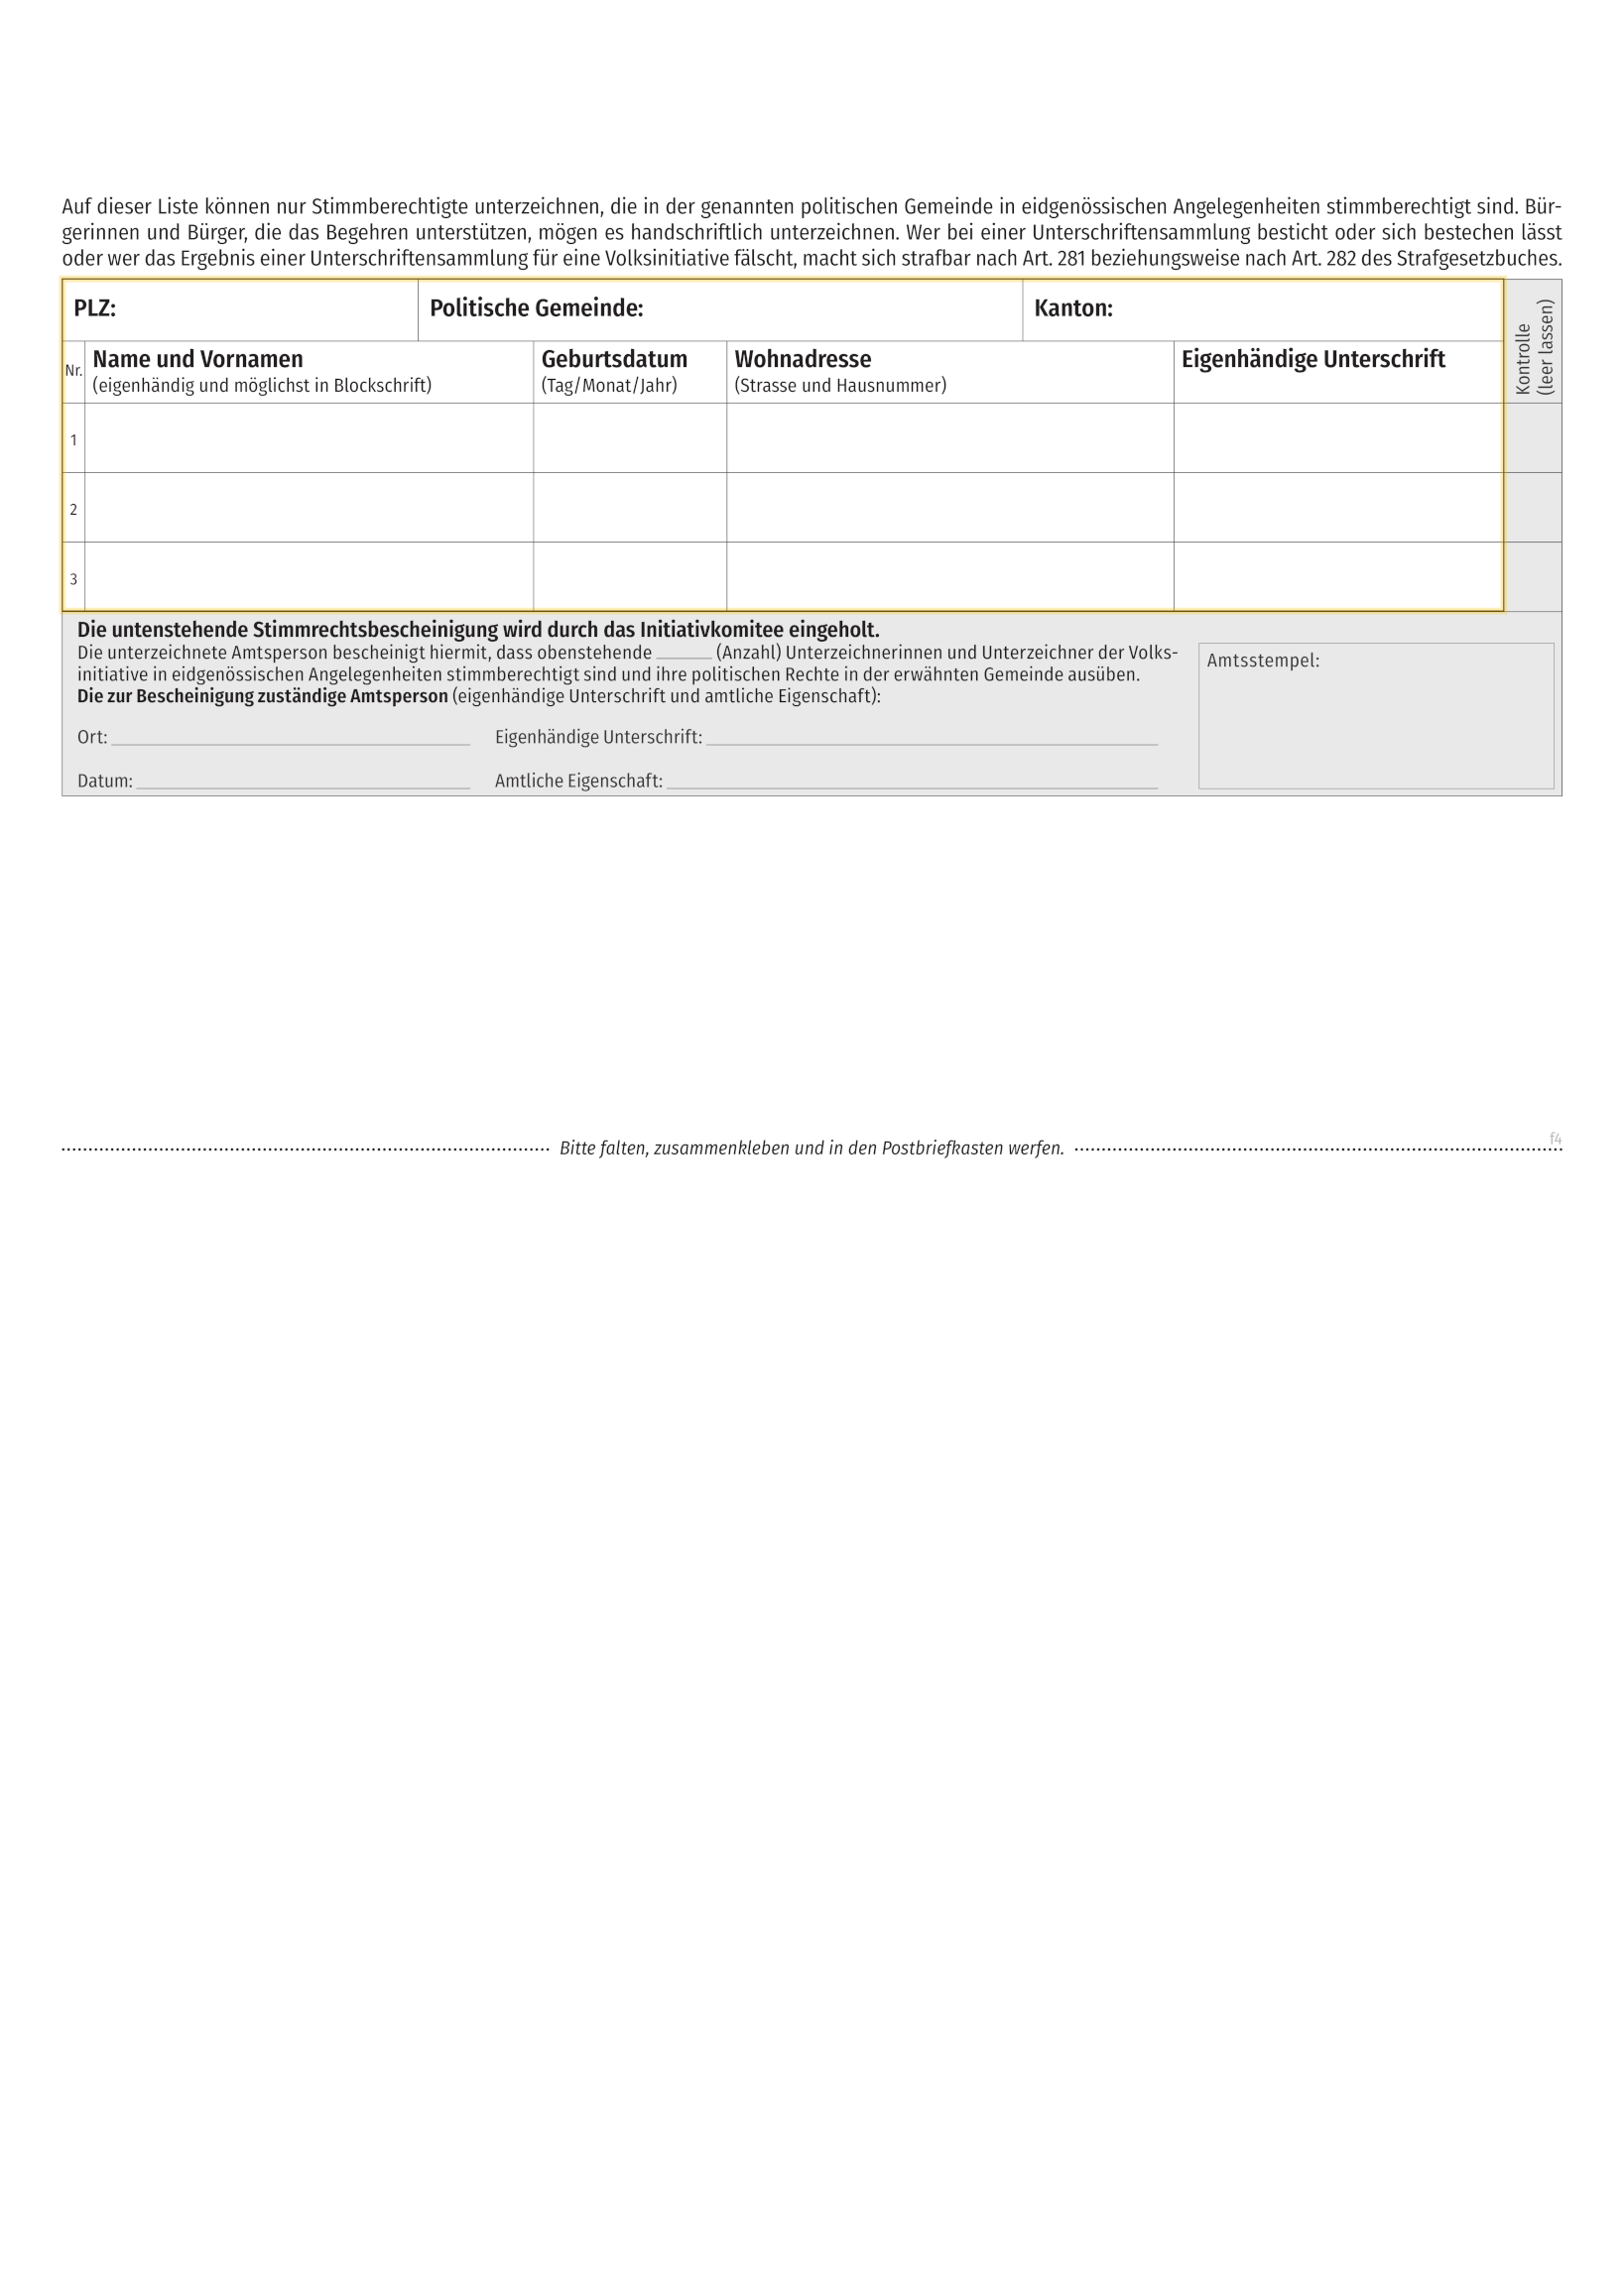 Auf dieser Liste können nur Stimmberechtigte unterzeichnen, die in der genannten politischen Gemeinde in eidgenössischen Angelegenheiten stimmberechtigt sind. Bür-
gerinnen und Bürger, die das Begehren unterstützen, mögen es handschriftlich unterzeichnen. Wer bei einer Unterschriftensammlung besticht oder sich bestechen lässt
oder wer das Ergebnis einer Unterschriftensammlung für eine Volksinitiative fälscht, macht sich strafbar nach Art. 281 beziehungsweise nach Art. 282 des Strafgesetzbuches.
PLZ: Politische Gemeinde: Kanton:
Kontrolle
(leer lassen)
Nr. Name und Vornamen Geburtsdatum Wohnadresse Eigenhändige Unterschrift
(eigenhändig und möglichst in Blockschrift) (Tag/Monat/Jahr) (Strasse und Hausnummer)
1
2
3
Die untenstehende Stimmrechtsbescheinigung wird durch das Initiativkomitee eingeholt.
Die unterzeichnete Amtsperson bescheinigt hiermit, dass obenstehende ______ (Anzahl) Unterzeichnerinnen und Unterzeichner der Volks-
initiative in eidgenössischen Angelegenheiten stimmberechtigt sind und ihre politischen Rechte in der erwähnten Gemeinde ausüben.
Die zur Bescheinigung zuständige Amtsperson (eigenhändige Unterschrift und amtliche Eigenschaft):
Amtsstempel:
Ort: Eigenhändige Unterschrift:
Datum: Amtliche Eigenschaft:
Bitte falten, zusammenkleben und in den Postbriefkasten werfen.
f4